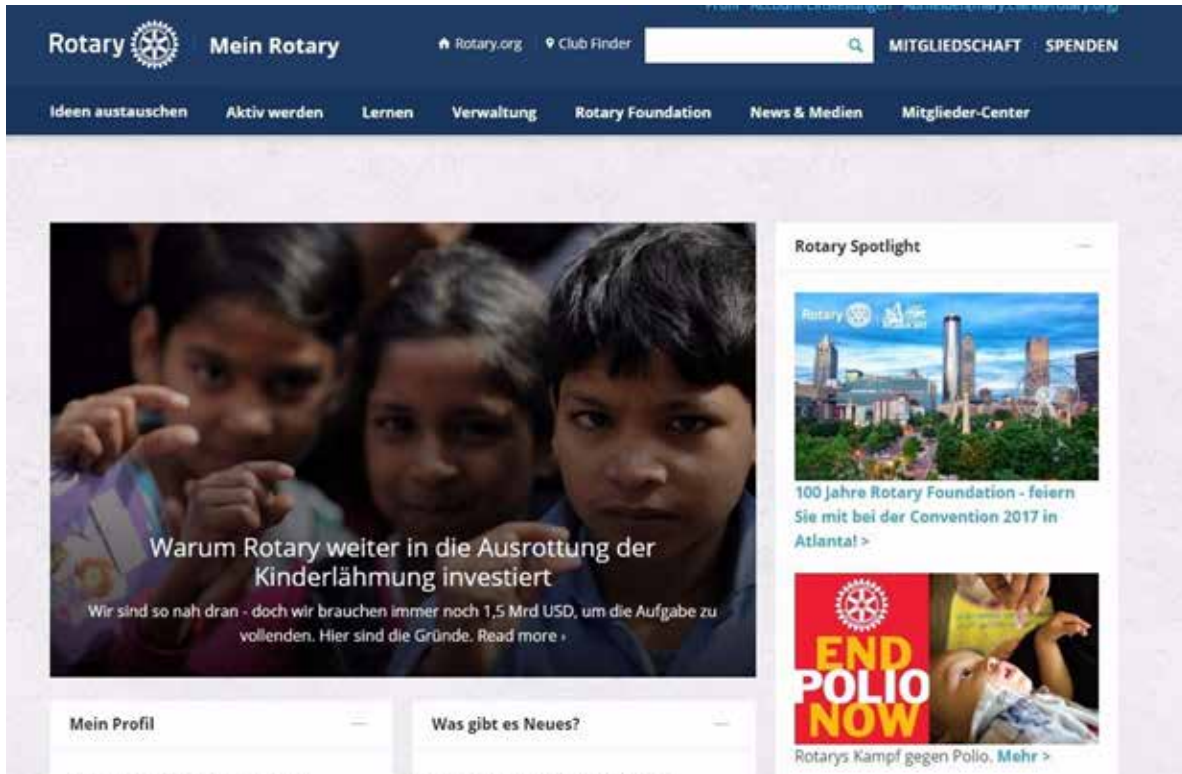 Profil Account-Einstellungen
Rotary
Mein Rotary
Rotary.org
Club Finder
MITGLIEDSCHAFT
SPENDEN
Ideen austauschen
Aktiv werden
Lernen
Verwaltung
Rotary Foundation
News & Medien
Mitglieder-Center
Warum Rotary weiter in die Ausrottung der
Kinderlähmung investiert
Wir sind so nah dran - doch wir brauchen immer noch 1,5 Mrd USD, um die Aufgabe zu
vollenden. Hier sind die Gründe. Read more ›
Mein Profil
Was gibt es Neues?
Rotary Spotlight
Rotary
100 Jahre Rotary Foundation - feiern
Sie mit bei der Convention 2017 in
Atlanta! >
END
POLIO
NOW
Rotarys Kampf gegen Polio. Mehr >